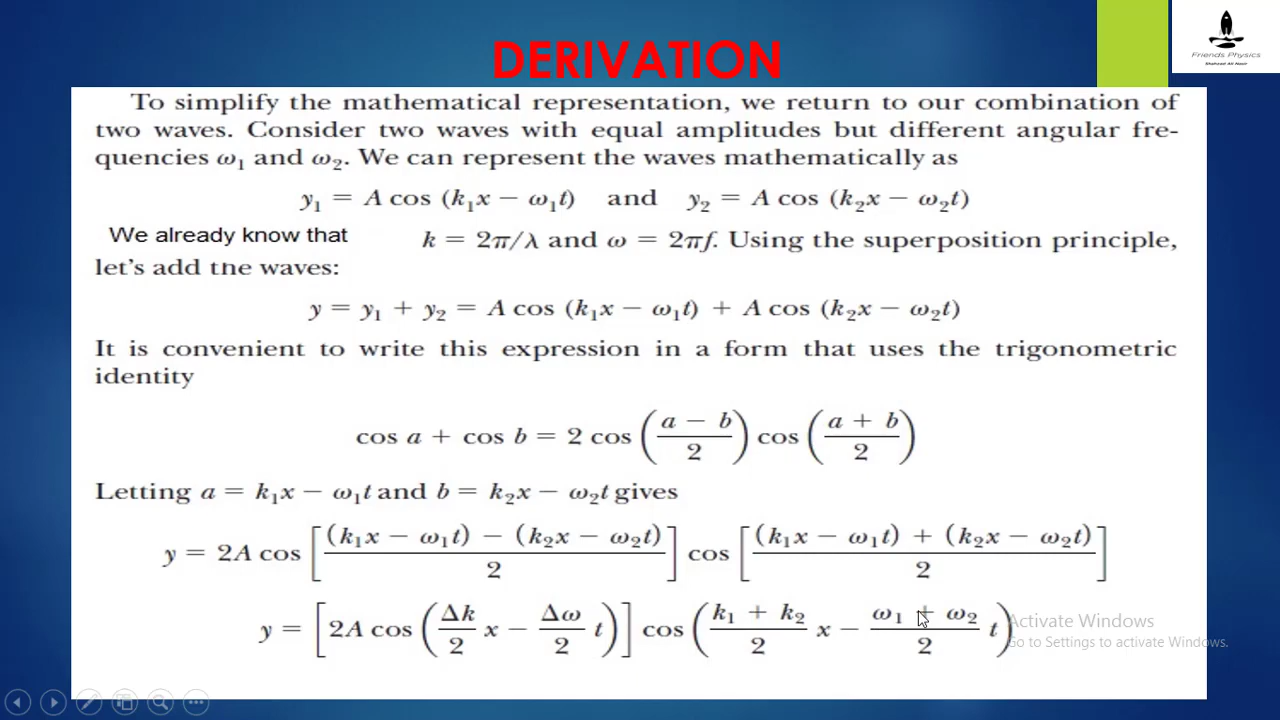 DERIVATION
Friends Physics
Shahzad Ali Nasir
To simplify the mathematical representation, we return to our combination of
two waves. Consider two waves with equal amplitudes but different angular fre-
quencies ω₁ and ω₂. We can represent the waves mathematically as
y₁ = A cos (k₁x − ω₁t) and y₂ = A cos (k₂x − ω₂t)
We already know that k = 2π/λ and ω = 2πf. Using the superposition principle,
let's add the waves:
y = y₁ + y₂ = A cos (k₁x − ω₁t) + A cos (k₂x − ω₂t)
It is convenient to write this expression in a form that uses the trigonometric
identity
cos a + cos b = 2 cos ((a − b)/2) cos ((a + b)/2)
Letting a = k₁x − ω₁t and b = k₂x − ω₂t gives
y = 2A cos [((k₁x − ω₁t) − (k₂x − ω₂t))/2] cos [((k₁x − ω₁t) + (k₂x − ω₂t))/2]
y = [2A cos (Δk/2 x − Δω/2 t)] cos ((k₁ + k₂)/2 x − (ω₁ + ω₂)/2 t)
Activate Windows
Go to Settings to activate Windows.